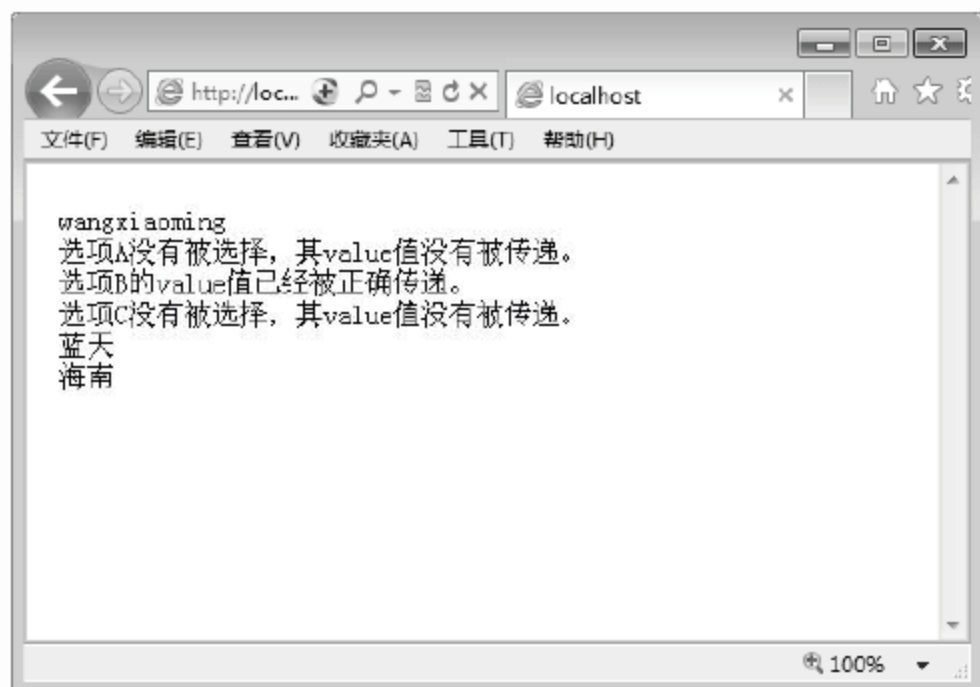 http://loc...
localhost
文件(F) 编辑(E) 查看(V) 收藏夹(A) 工具(T) 帮助(H)
wangxiaoming
选项A没有被选择，其value值没有被传递。
选项B的value值已经被正确传递。
选项C没有被选择，其value值没有被传递。
蓝天
海南
100%